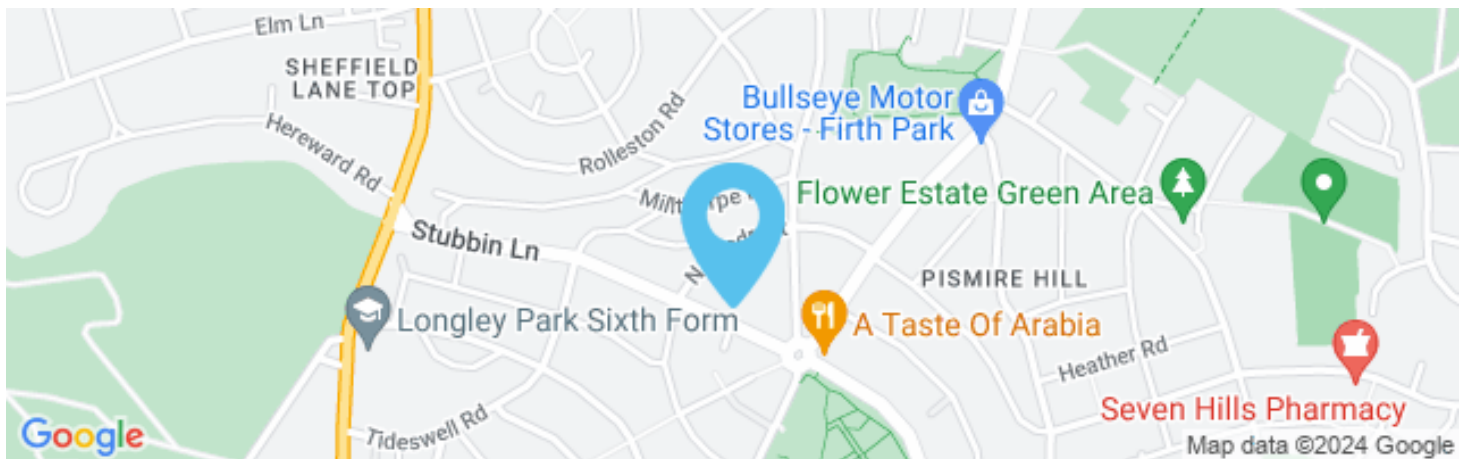 Elm Ln
SHEFFIELD
LANE TOP
Hereward Rd
Rolleston Rd
Bullseye Motor
Stores - Firth Park
Flower Estate Green Area
Stubbin Ln
PISMIRE HILL
Longley Park Sixth Form
A Taste Of Arabia
Heather Rd
Seven Hills Pharmacy
Tideswell Rd
Google
Map data ©2024 Google